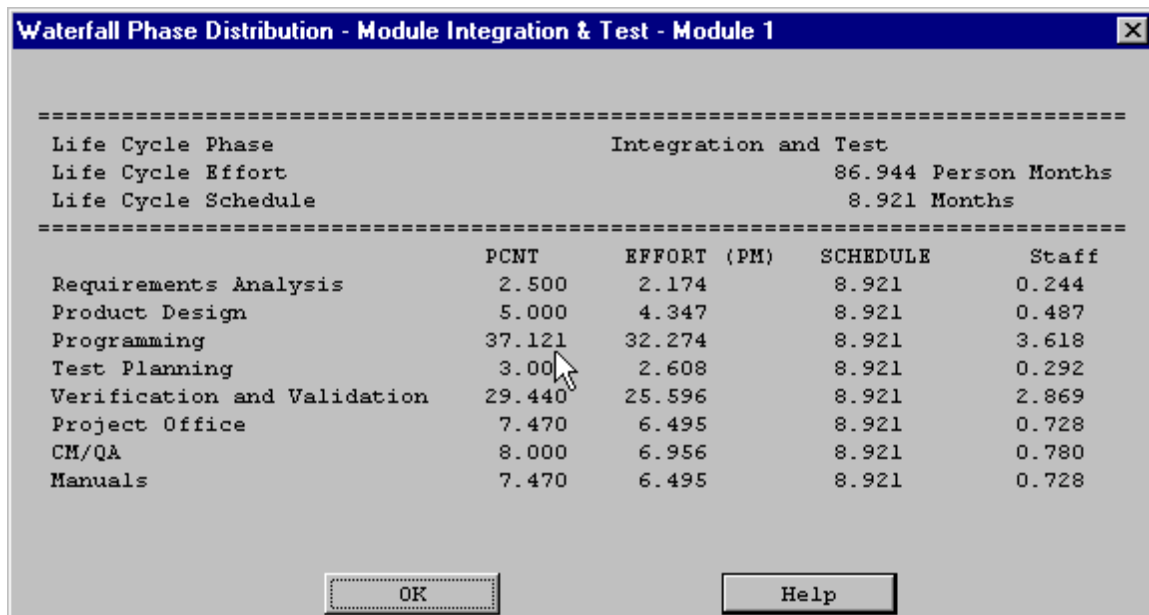 Waterfall Phase Distribution - Module Integration & Test - Module 1
Life Cycle Phase Integration and Test
Life Cycle Effort 86.944 Person Months
Life Cycle Schedule 8.921 Months
PCNT EFFORT (PM) SCHEDULE Staff
Requirements Analysis 2.500 2.174 8.921 0.244
Product Design 5.000 4.347 8.921 0.487
Programming 37.121 32.274 8.921 3.618
Test Planning 3.000 2.608 8.921 0.292
Verification and Validation 29.440 25.596 8.921 2.869
Project Office 7.470 6.495 8.921 0.728
CM/QA 8.000 6.956 8.921 0.780
Manuals 7.470 6.495 8.921 0.728
OK Help